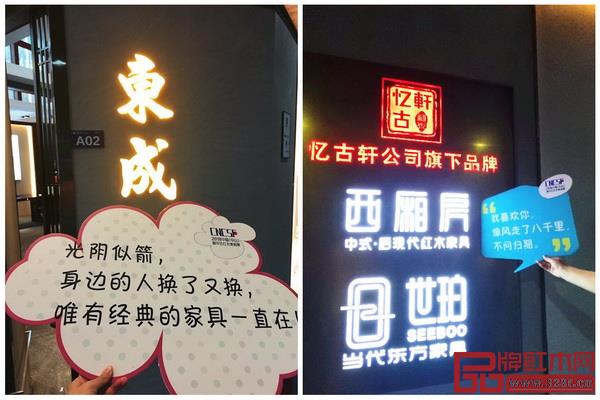 東成
A02
CNCSF
光阴似箭，
身边的人换了又换，
唯有经典的家具一直在！
忆古轩
忆古轩公司旗下品牌
西厢房
中式·后现代红木家具
世珀
SEEBOO
当代东方家具
CNCSF
“就喜欢你，
像风走了八千里，
不问归期。”
品牌红木网
www.328f.cn